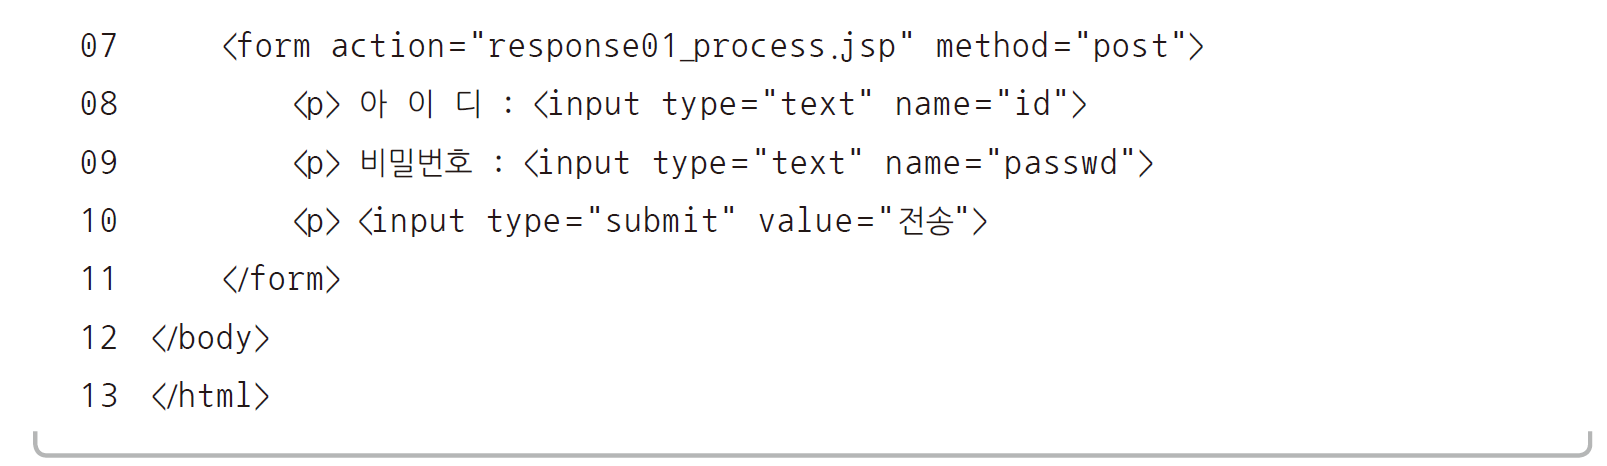 07 <form action="response01_process.jsp" method="post">
08 <p> 아 이 디 : <input type="text" name="id">
09 <p> 비밀번호 : <input type="text" name="passwd">
10 <p> <input type="submit" value="전송">
11 </form>
12 </body>
13 </html>